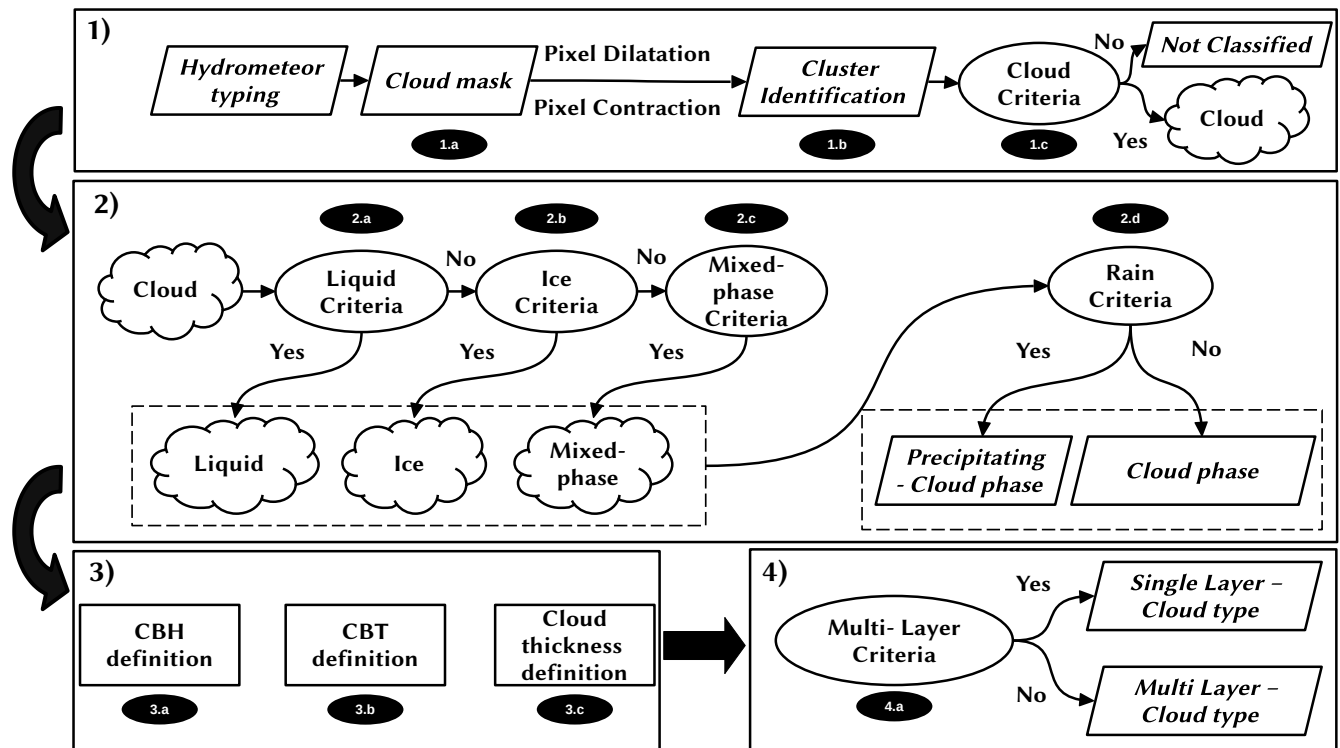 1)
Hydrometeor
typing
Cloud mask
Pixel Dilatation
Pixel Contraction
Cluster
Identification
Cloud
Criteria
No
Not Classified
Yes
Cloud
1.a
1.b
1.c
2)
2.a
2.b
2.c
2.d
Cloud
Liquid
Criteria
No
Ice
Criteria
No
Mixed-
phase
Criteria
Rain
Criteria
Yes
Yes
Yes
Yes
No
Liquid
Ice
Mixed-
phase
Precipitating
- Cloud phase
Cloud phase
3)
CBH
definition
CBT
definition
Cloud
thickness
definition
3.a
3.b
3.c
4)
Multi- Layer
Criteria
4.a
Yes
Single Layer –
Cloud type
No
Multi Layer –
Cloud type